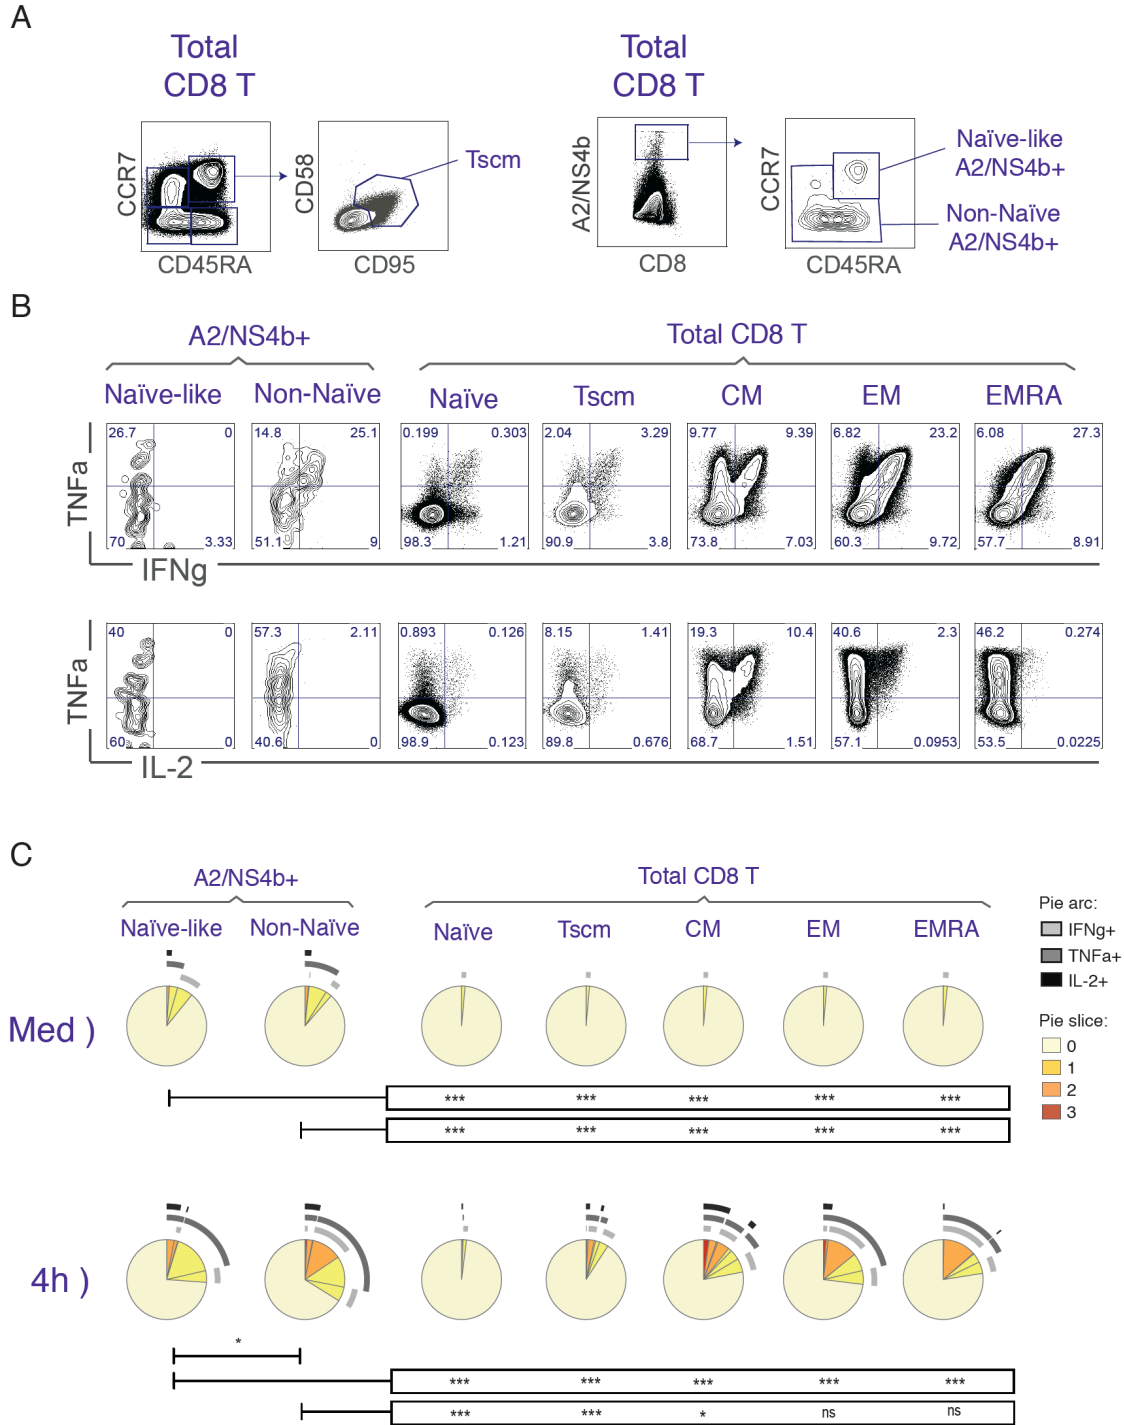 A
Total
CD8 T
Total
CD8 T
CCR7
CD45RA
CD58
CD95
Tscm
A2/NS4b
CD8
CCR7
CD45RA
Naïve-like
A2/NS4b+
Non-Naïve
A2/NS4b+
B
A2/NS4b+
Total CD8 T
Naïve-like
Non-Naïve
Naïve
Tscm
CM
EM
EMRA
TNFa
26.7 0
70 3.33
14.8 25.1
51.1 9
0.199 0.303
98.3 1.21
2.04 3.29
90.9 3.8
9.77 9.39
73.8 7.03
6.82 23.2
60.3 9.72
6.08 27.3
57.7 8.91
IFNg
TNFa
40 0
60 0
57.3 2.11
40.6 0
0.893 0.126
98.9 0.123
8.15 1.41
89.8 0.676
19.3 10.4
68.7 1.51
40.6 2.3
57.1 0.0953
46.2 0.274
53.5 0.0225
IL-2
C
A2/NS4b+
Total CD8 T
Naïve-like
Non-Naïve
Naïve
Tscm
CM
EM
EMRA
Pie arc:
IFNg+
TNFa+
IL-2+
Pie slice:
0
1
2
3
Med )
*** *** *** *** ***
*** *** *** *** ***
4h )
*
*** *** *** *** ***
*** *** * ns ns